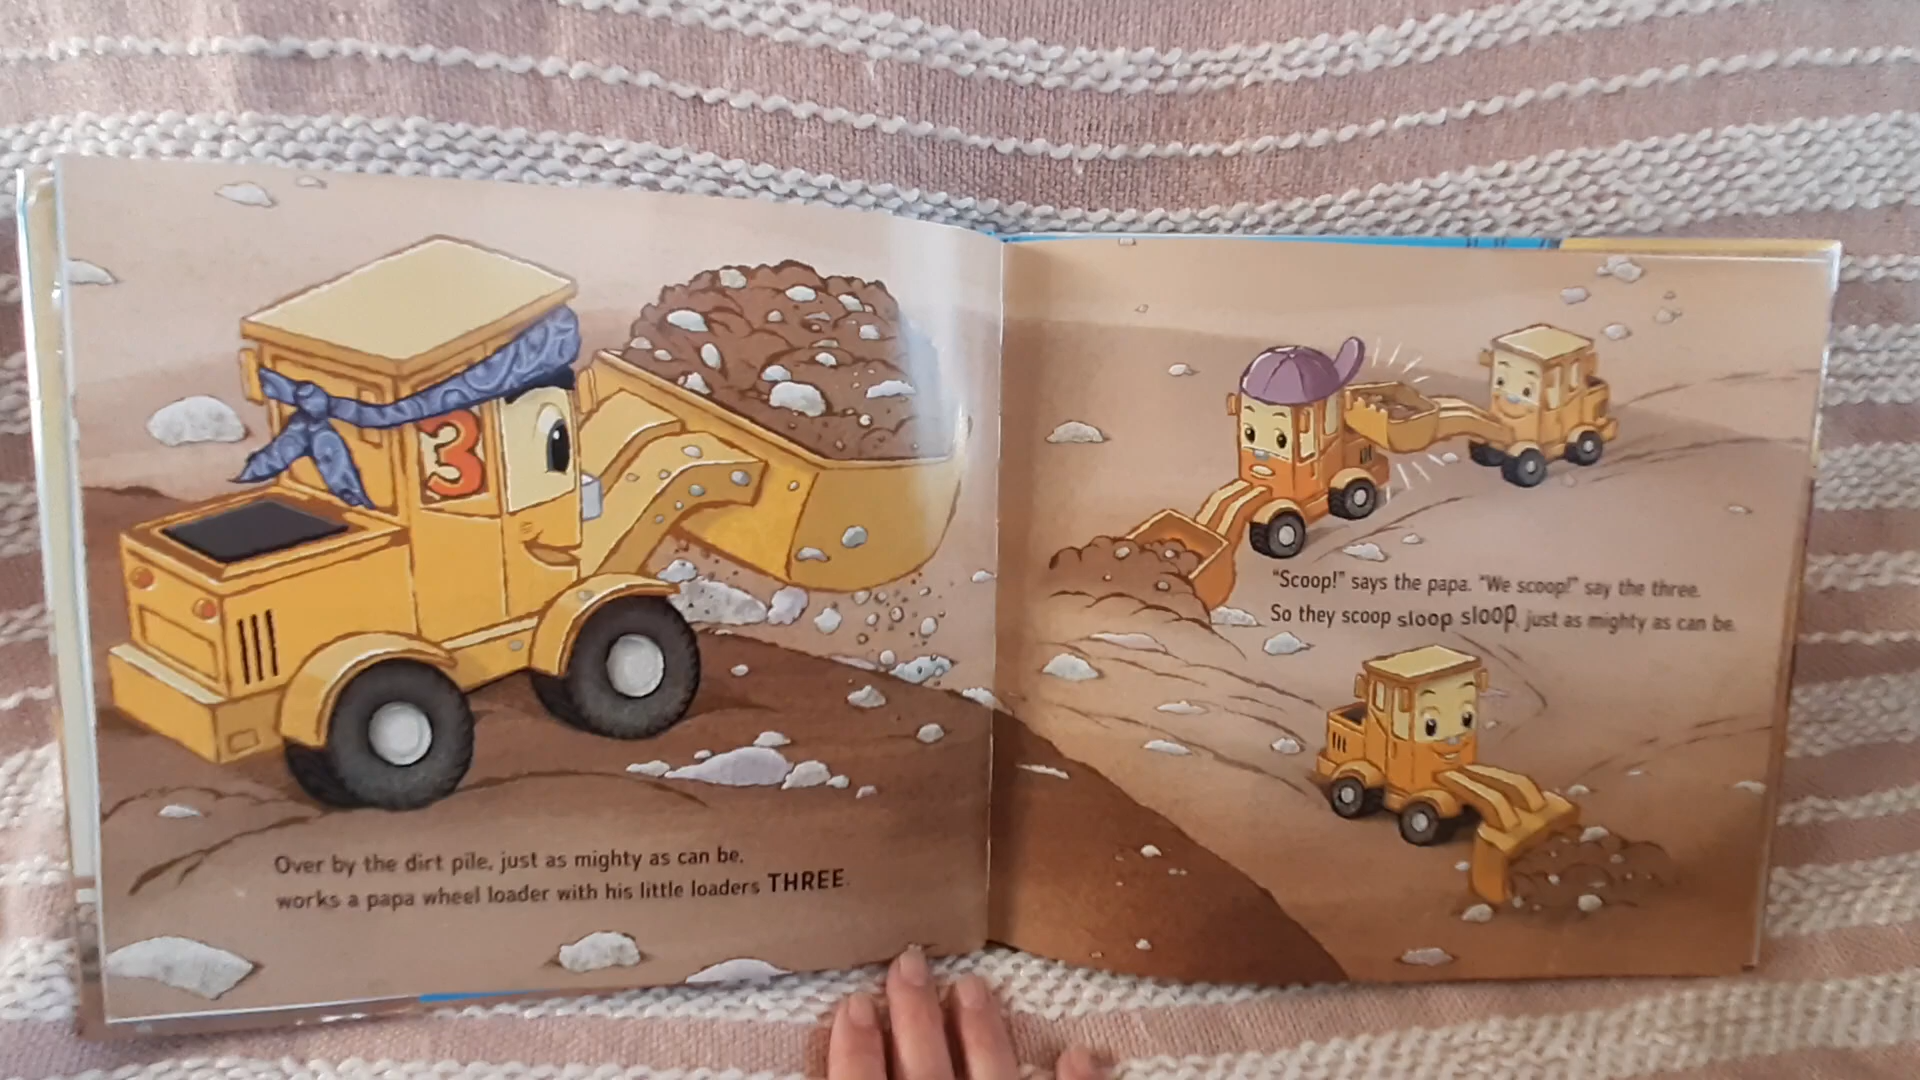 3
Over by the dirt pile, just as mighty as can be,
works a papa wheel loader with his little loaders THREE.
"Scoop!" says the papa. "We scoop!" say the three.
So they scoop sloop sloop, just as mighty as can be.